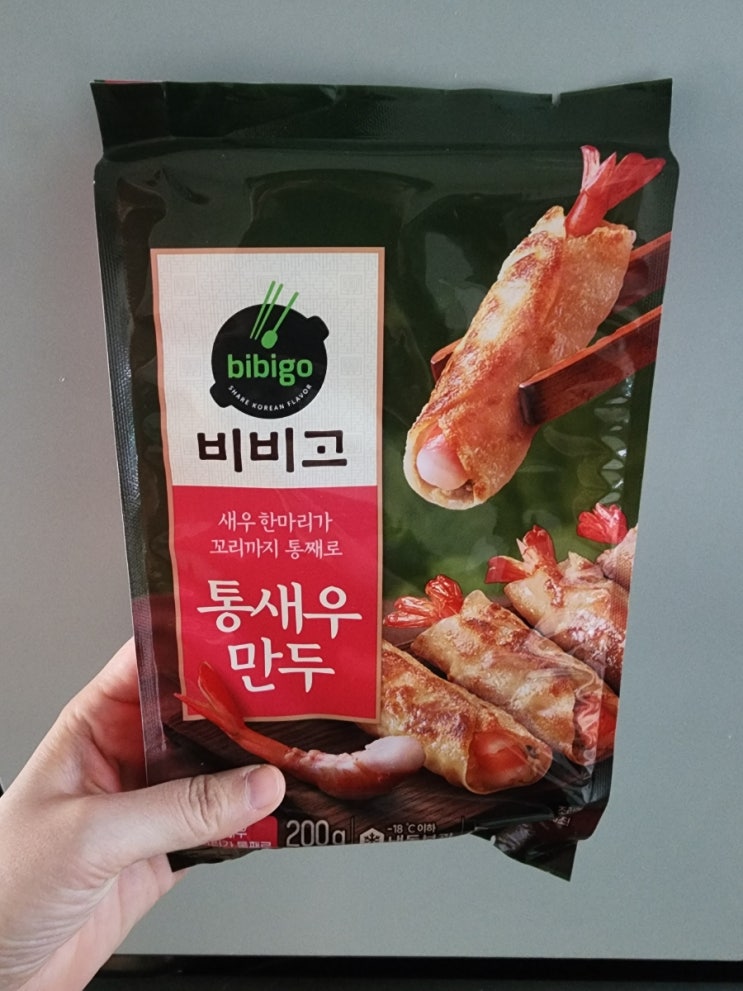 bibigo
SHARE KOREAN FLAVOR
비비고
새우 한마리가
꼬리까지 통째로
통새우
만두
200g
-18℃ 이하